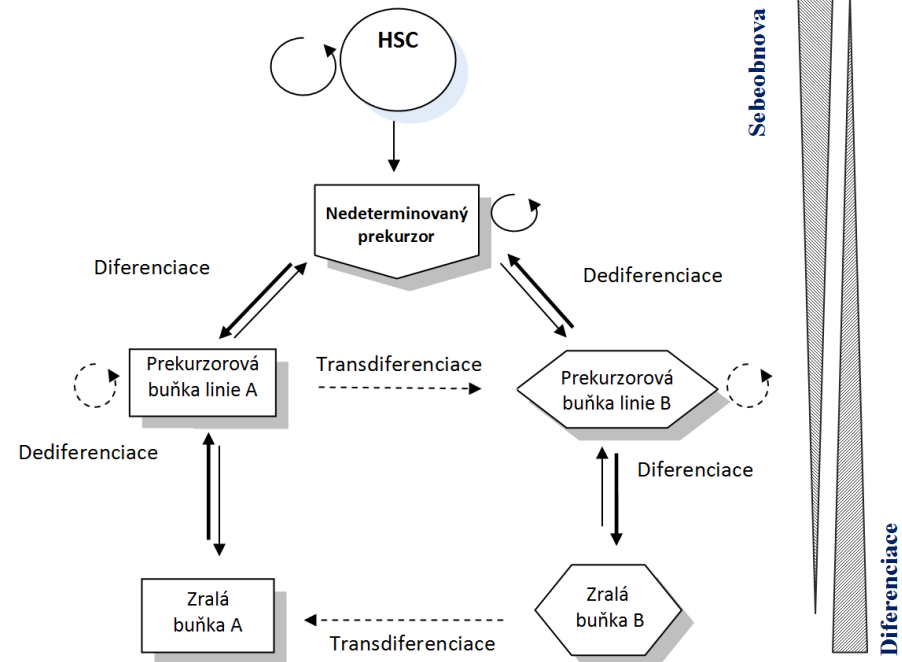 HSC
Sebeobnova
Nedeterminovaný
prekurzor
Diferenciace
Dediferenciace
Prekurzorová
buňka linie A
Transdiferenciace
Prekurzorová
buňka linie B
Dediferenciace
Diferenciace
Zralá
buňka A
Transdiferenciace
Zralá
buňka B
Diferenciace